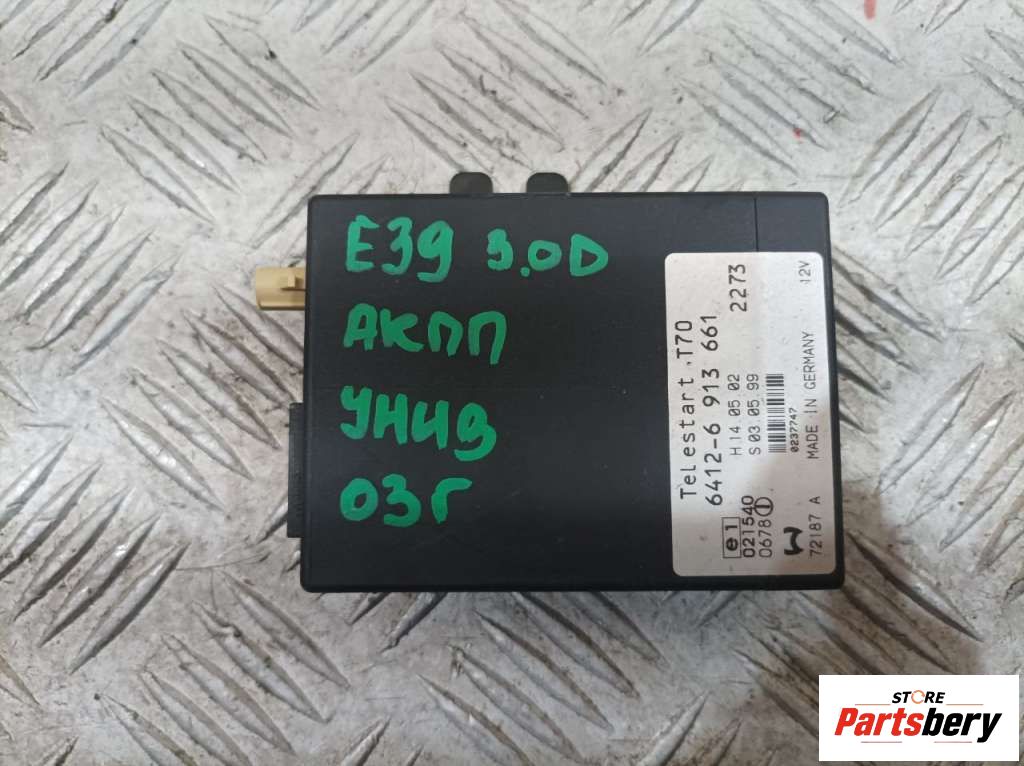 E39 3.0D
АКПП
УНИВ
03Г
Telestart T70
6412-6 913 661 2273
H 14.05.02
S 03.05.99
0237747
e1
021540
0678 I
72187 A MADE IN GERMANY 12V
STORE
Partsbery